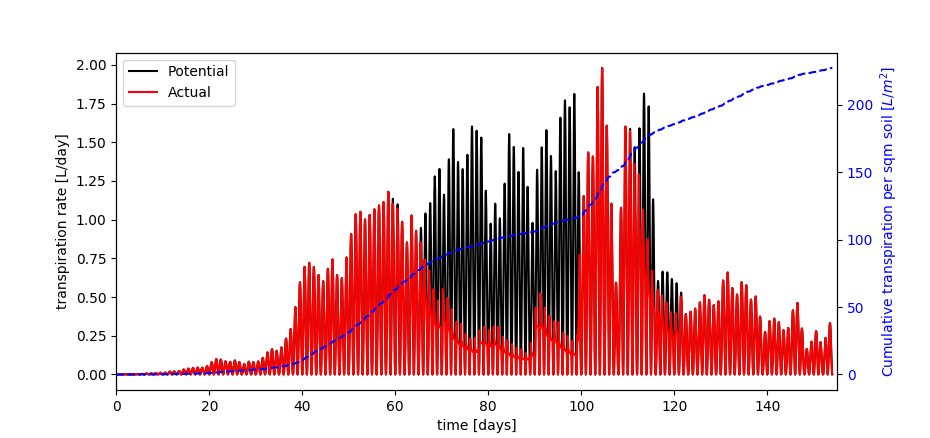 Potential
Actual
transpiration rate [L/day]
2.00
1.75
1.50
1.25
1.00
0.75
0.50
0.25
0.00
0 20 40 60 80 100 120 140
time [days]
200
150
100
50
0
Cumulative transpiration per sqm soil [L/m²]